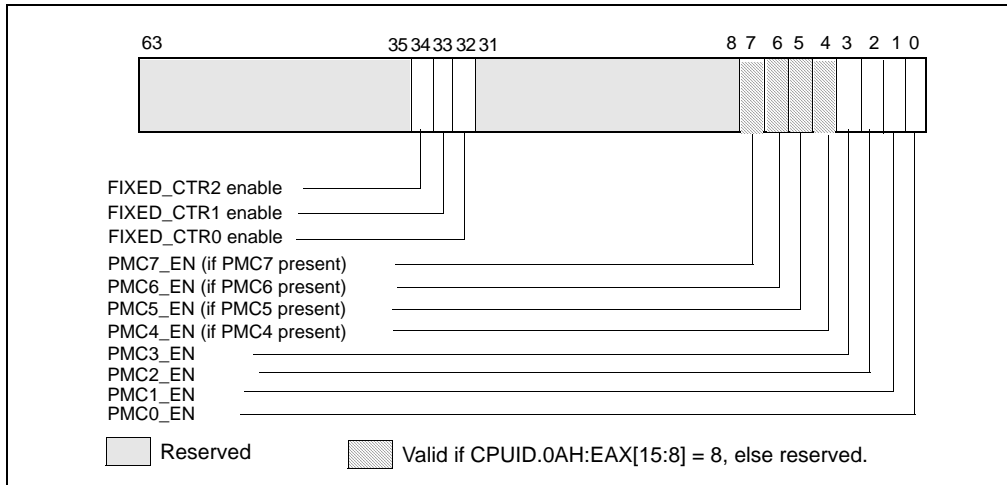 63 35 34 33 32 31 8 7 6 5 4 3 2 1 0
FIXED_CTR2 enable
FIXED_CTR1 enable
FIXED_CTR0 enable
PMC7_EN (if PMC7 present)
PMC6_EN (if PMC6 present)
PMC5_EN (if PMC5 present)
PMC4_EN (if PMC4 present)
PMC3_EN
PMC2_EN
PMC1_EN
PMC0_EN
Reserved Valid if CPUID.0AH:EAX[15:8] = 8, else reserved.